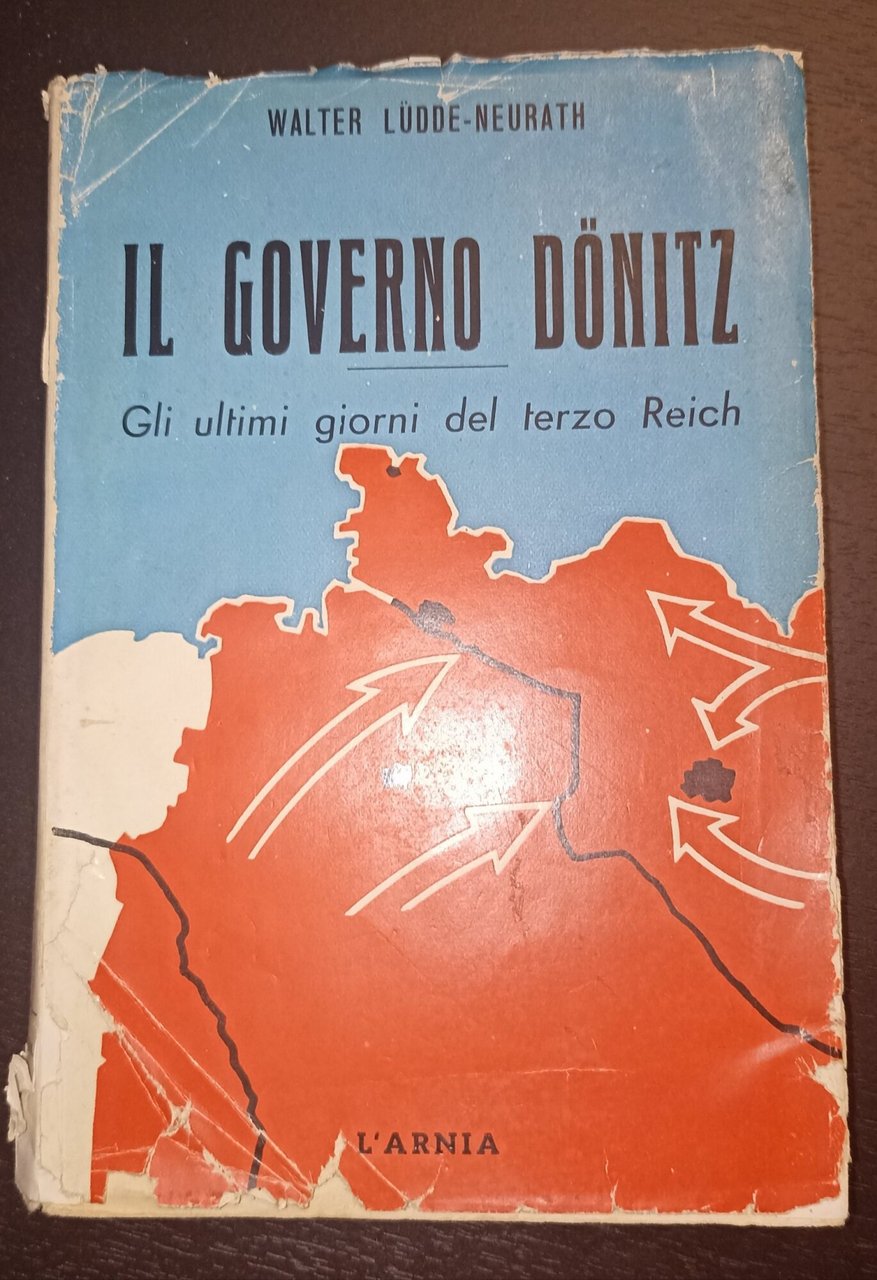 WALTER LÜDDE-NEURATH
IL GOVERNO DÖNITZ
Gli ultimi giorni del terzo Reich
L'ARNIA